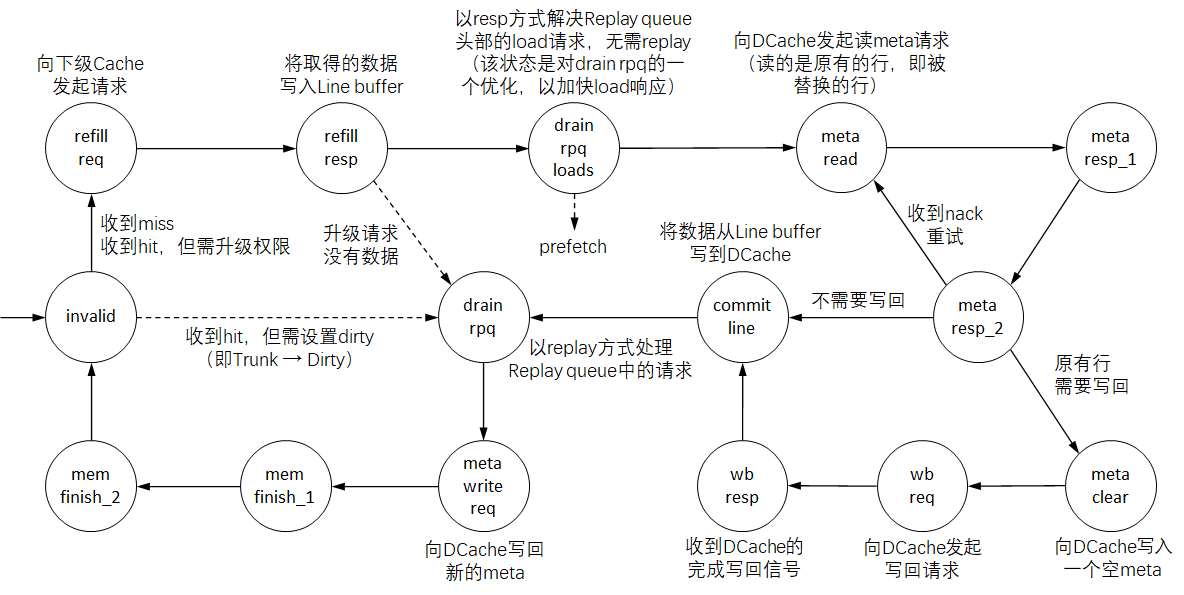 以resp方式解决Replay queue
头部的load请求，无需replay
（该状态是对drain rpq的一
个优化，以加快load响应）
向下级Cache
发起请求
将取得的数据
写入Line buffer
向DCache发起读meta请求
（读的是原有的行，即被
替换的行）
refill
req
refill
resp
drain
rpq
loads
meta
read
meta
resp_1
收到miss
收到hit，但需升级权限
升级请求
没有数据
prefetch
将数据从Line buffer
写到DCache
收到nack
重试
invalid
收到hit，但需设置dirty
（即Trunk → Dirty）
drain
rpq
以replay方式处理
Replay queue中的请求
commit
line
不需要写回
meta
resp_2
原有行
需要写回
mem
finish_2
mem
finish_1
meta
write
req
wb
resp
wb
req
meta
clear
向DCache写回
新的meta
收到DCache的
完成写回信号
向DCache发起
写回请求
向DCache写入
一个空meta